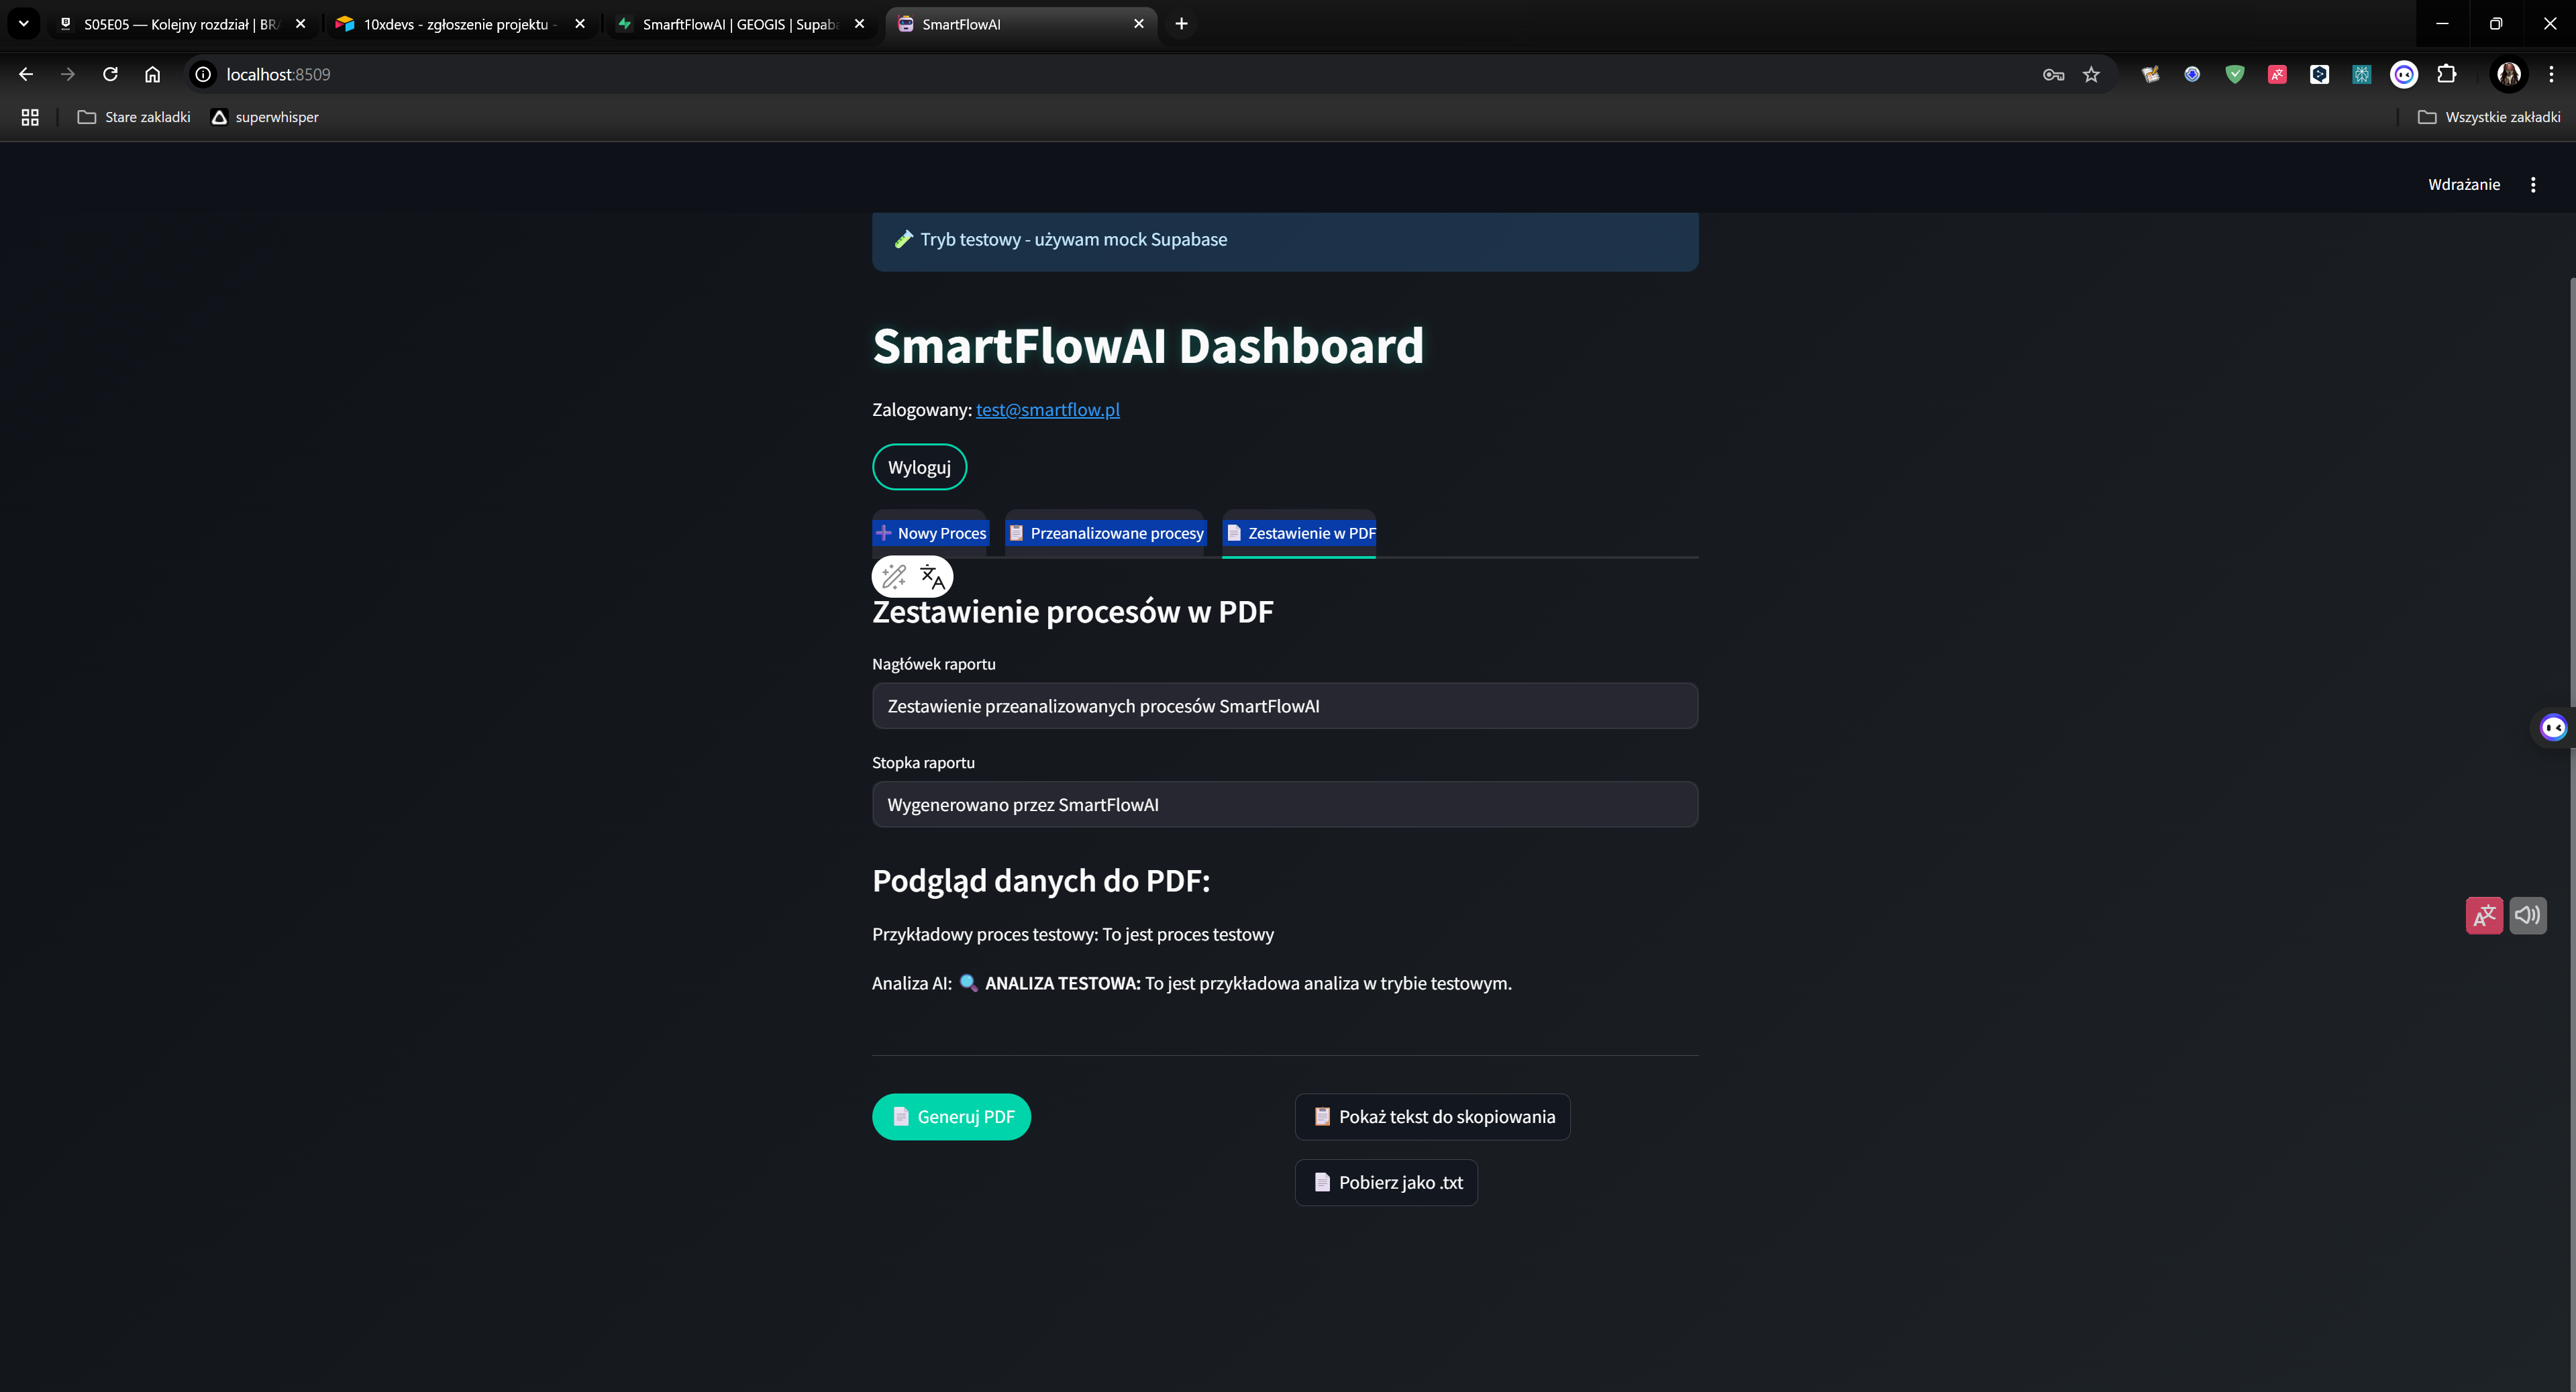 S05E05 — Kolejny rozdział | BRA
10xdevs - zgłoszenie projektu -
SmarftFlowAI | GEOGIS | Supaba
SmartFlowAI
localhost:8509
Stare zakladki
superwhisper
Wszystkie zakładki
Wdrażanie
Tryb testowy - używam mock Supabase
SmartFlowAI Dashboard
Zalogowany: test@smartflow.pl
Wyloguj
Nowy Proces
Przeanalizowane procesy
Zestawienie w PDF
Zestawienie procesów w PDF
Nagłówek raportu
Zestawienie przeanalizowanych procesów SmartFlowAI
Stopka raportu
Wygenerowano przez SmartFlowAI
Podgląd danych do PDF:
Przykładowy proces testowy: To jest proces testowy
Analiza AI: 🔍 ANALIZA TESTOWA: To jest przykładowa analiza w trybie testowym.
Generuj PDF
Pokaż tekst do skopiowania
Pobierz jako .txt